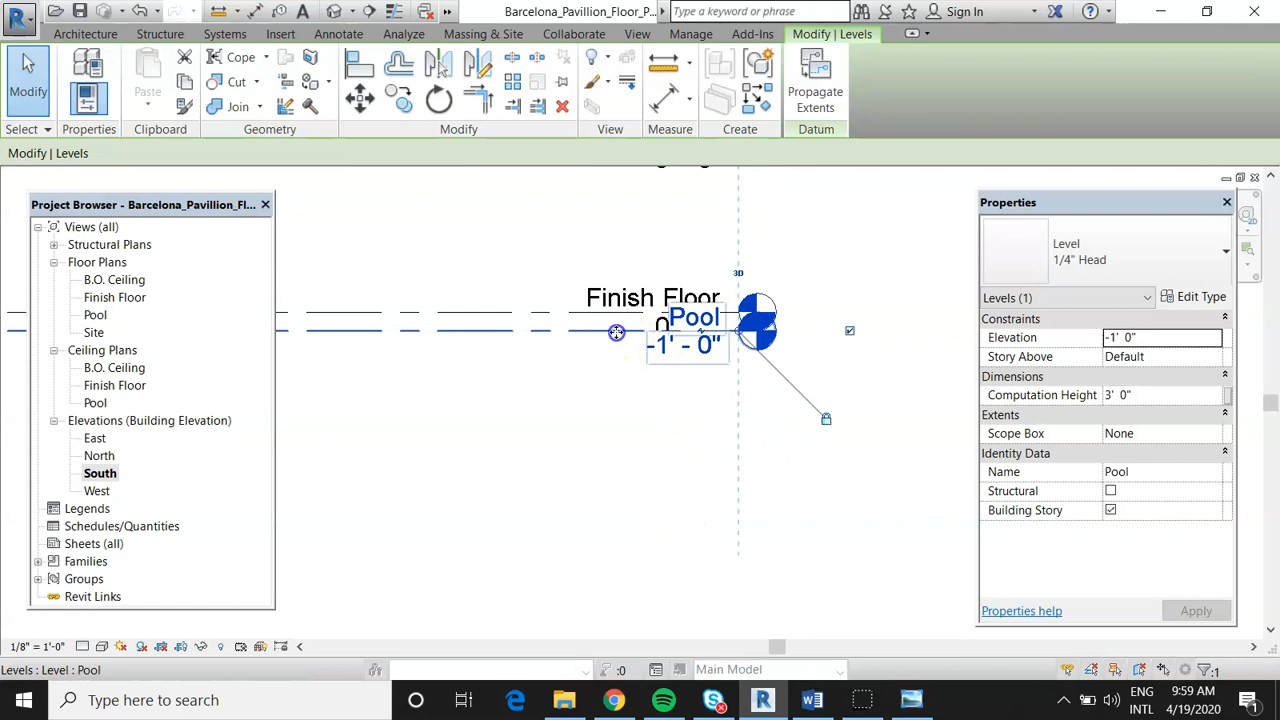 Barcelona_Pavillion_Floor_P...
Type a keyword or phrase
Sign In
Architecture Structure Systems Insert Annotate Analyze Massing & Site Collaborate View Manage Add-Ins Modify | Levels
Modify
Paste
Cope
Cut
Join
Propagate
Extents
Select Properties Clipboard Geometry Modify View Measure Create Datum
Modify | Levels
Project Browser - Barcelona_Pavillion_Fl...
Views (all)
Structural Plans
Floor Plans
B.O. Ceiling
Finish Floor
Pool
Site
Ceiling Plans
B.O. Ceiling
Finish Floor
Pool
Elevations (Building Elevation)
East
North
South
West
Legends
Schedules/Quantities
Sheets (all)
Families
Groups
Revit Links
3D
Finish Floor
Pool
-1' - 0"
2D
Properties
Level
1/4" Head
Levels (1)
Edit Type
Constraints
Elevation -1' 0"
Story Above Default
Dimensions
Computation Height 3' 0"
Extents
Scope Box None
Identity Data
Name Pool
Structural
Building Story
Properties help
Apply
1/8" = 1'-0"
Levels : Level : Pool
:0
Main Model
:1
Type here to search
ENG
INTL
9:59 AM
4/19/2020